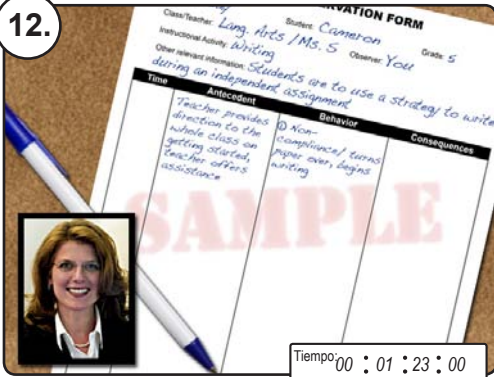 12.
RVATION FORM
Class/Teacher: Lang. Arts / Ms. S Student: Cameron Grade: 5
Instructional Activity: Writing Observer: You
Other relevant information: Students are to use a strategy to write
during an independent assignment
Time Antecedent Behavior Consequences
Teacher provides
direction to the
whole class on
getting started,
teacher offers
assistance
① Non-
compliance/ turns
paper over, begins
writing
SAMPLE
Tiempo: 00 : 01 : 23 : 00